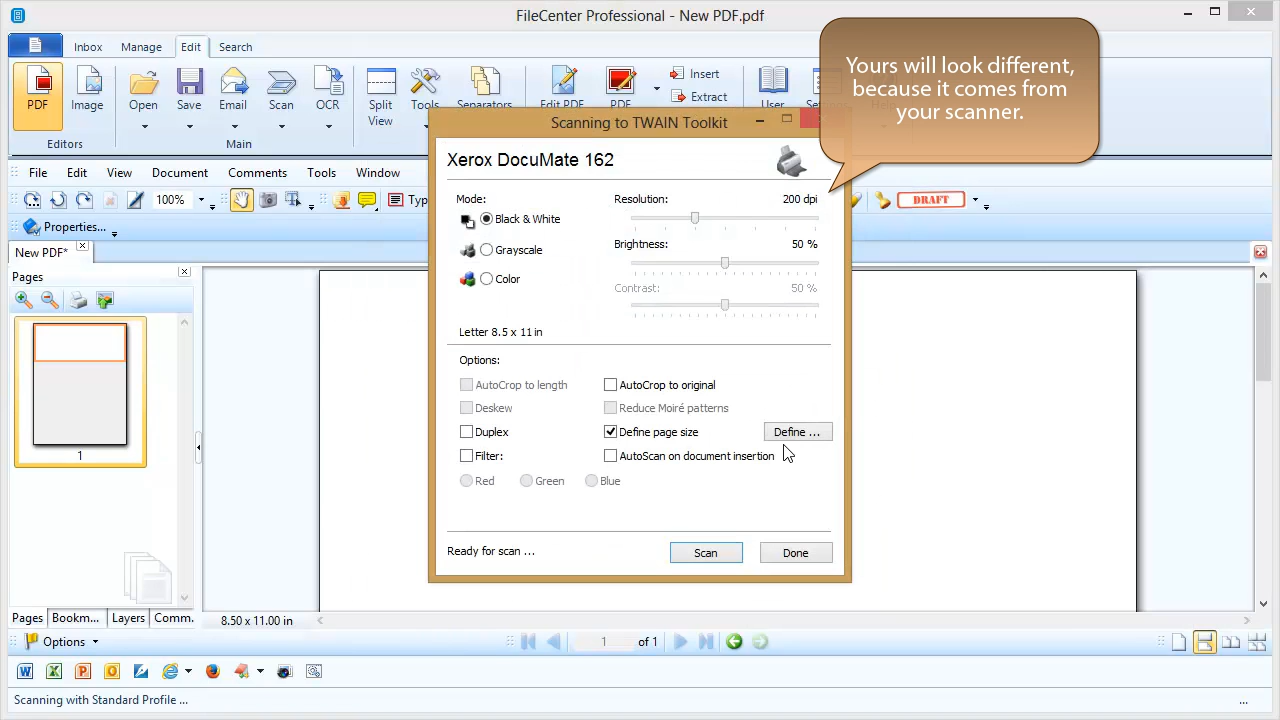 FileCenter Professional - New PDF.pdf
Inbox Manage Edit Search
Yours will look different,
because it comes from
your scanner.
PDF Image Open Save Email Scan OCR Split View Tools Separators Edit PDF PDF Insert Extract User
Editors Main
Scanning to TWAIN Toolkit
File Edit View Document Comments Tools Window
100%
DRAFT
Properties...
New PDF*
Pages
1
Xerox DocuMate 162
Mode:
Black & White
Grayscale
Color
Resolution: 200 dpi
Brightness: 50 %
Contrast: 50 %
Letter 8.5 x 11 in
Options:
AutoCrop to length AutoCrop to original
Deskew Reduce Moiré patterns
Duplex Define page size Define ...
Filter: AutoScan on document insertion
Red Green Blue
Ready for scan ... Scan Done
Pages Bookm... Layers Comm. 8.50 x 11.00 in
Options 1 of 1
Scanning with Standard Profile ... ...